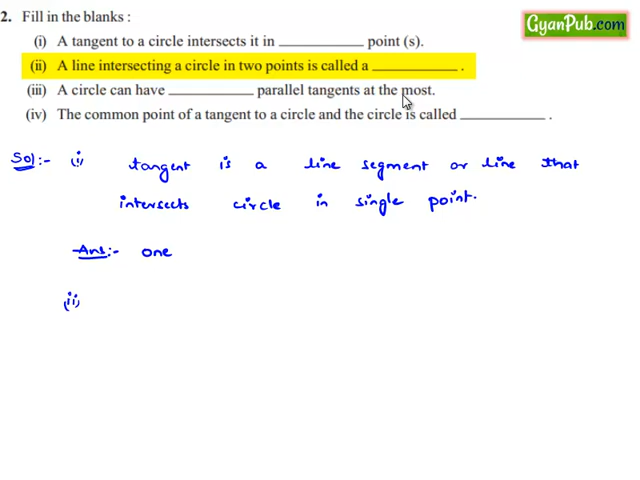 2. Fill in the blanks :
GyanPub.com
(i) A tangent to a circle intersects it in ____________ point (s).
(ii) A line intersecting a circle in two points is called a ____________ .
(iii) A circle can have ____________ parallel tangents at the most.
(iv) The common point of a tangent to a circle and the circle is called ____________ .
Sol:- (i) tangent is a line segment or line that
intersects circle in single point.
Ans:- one
(ii)